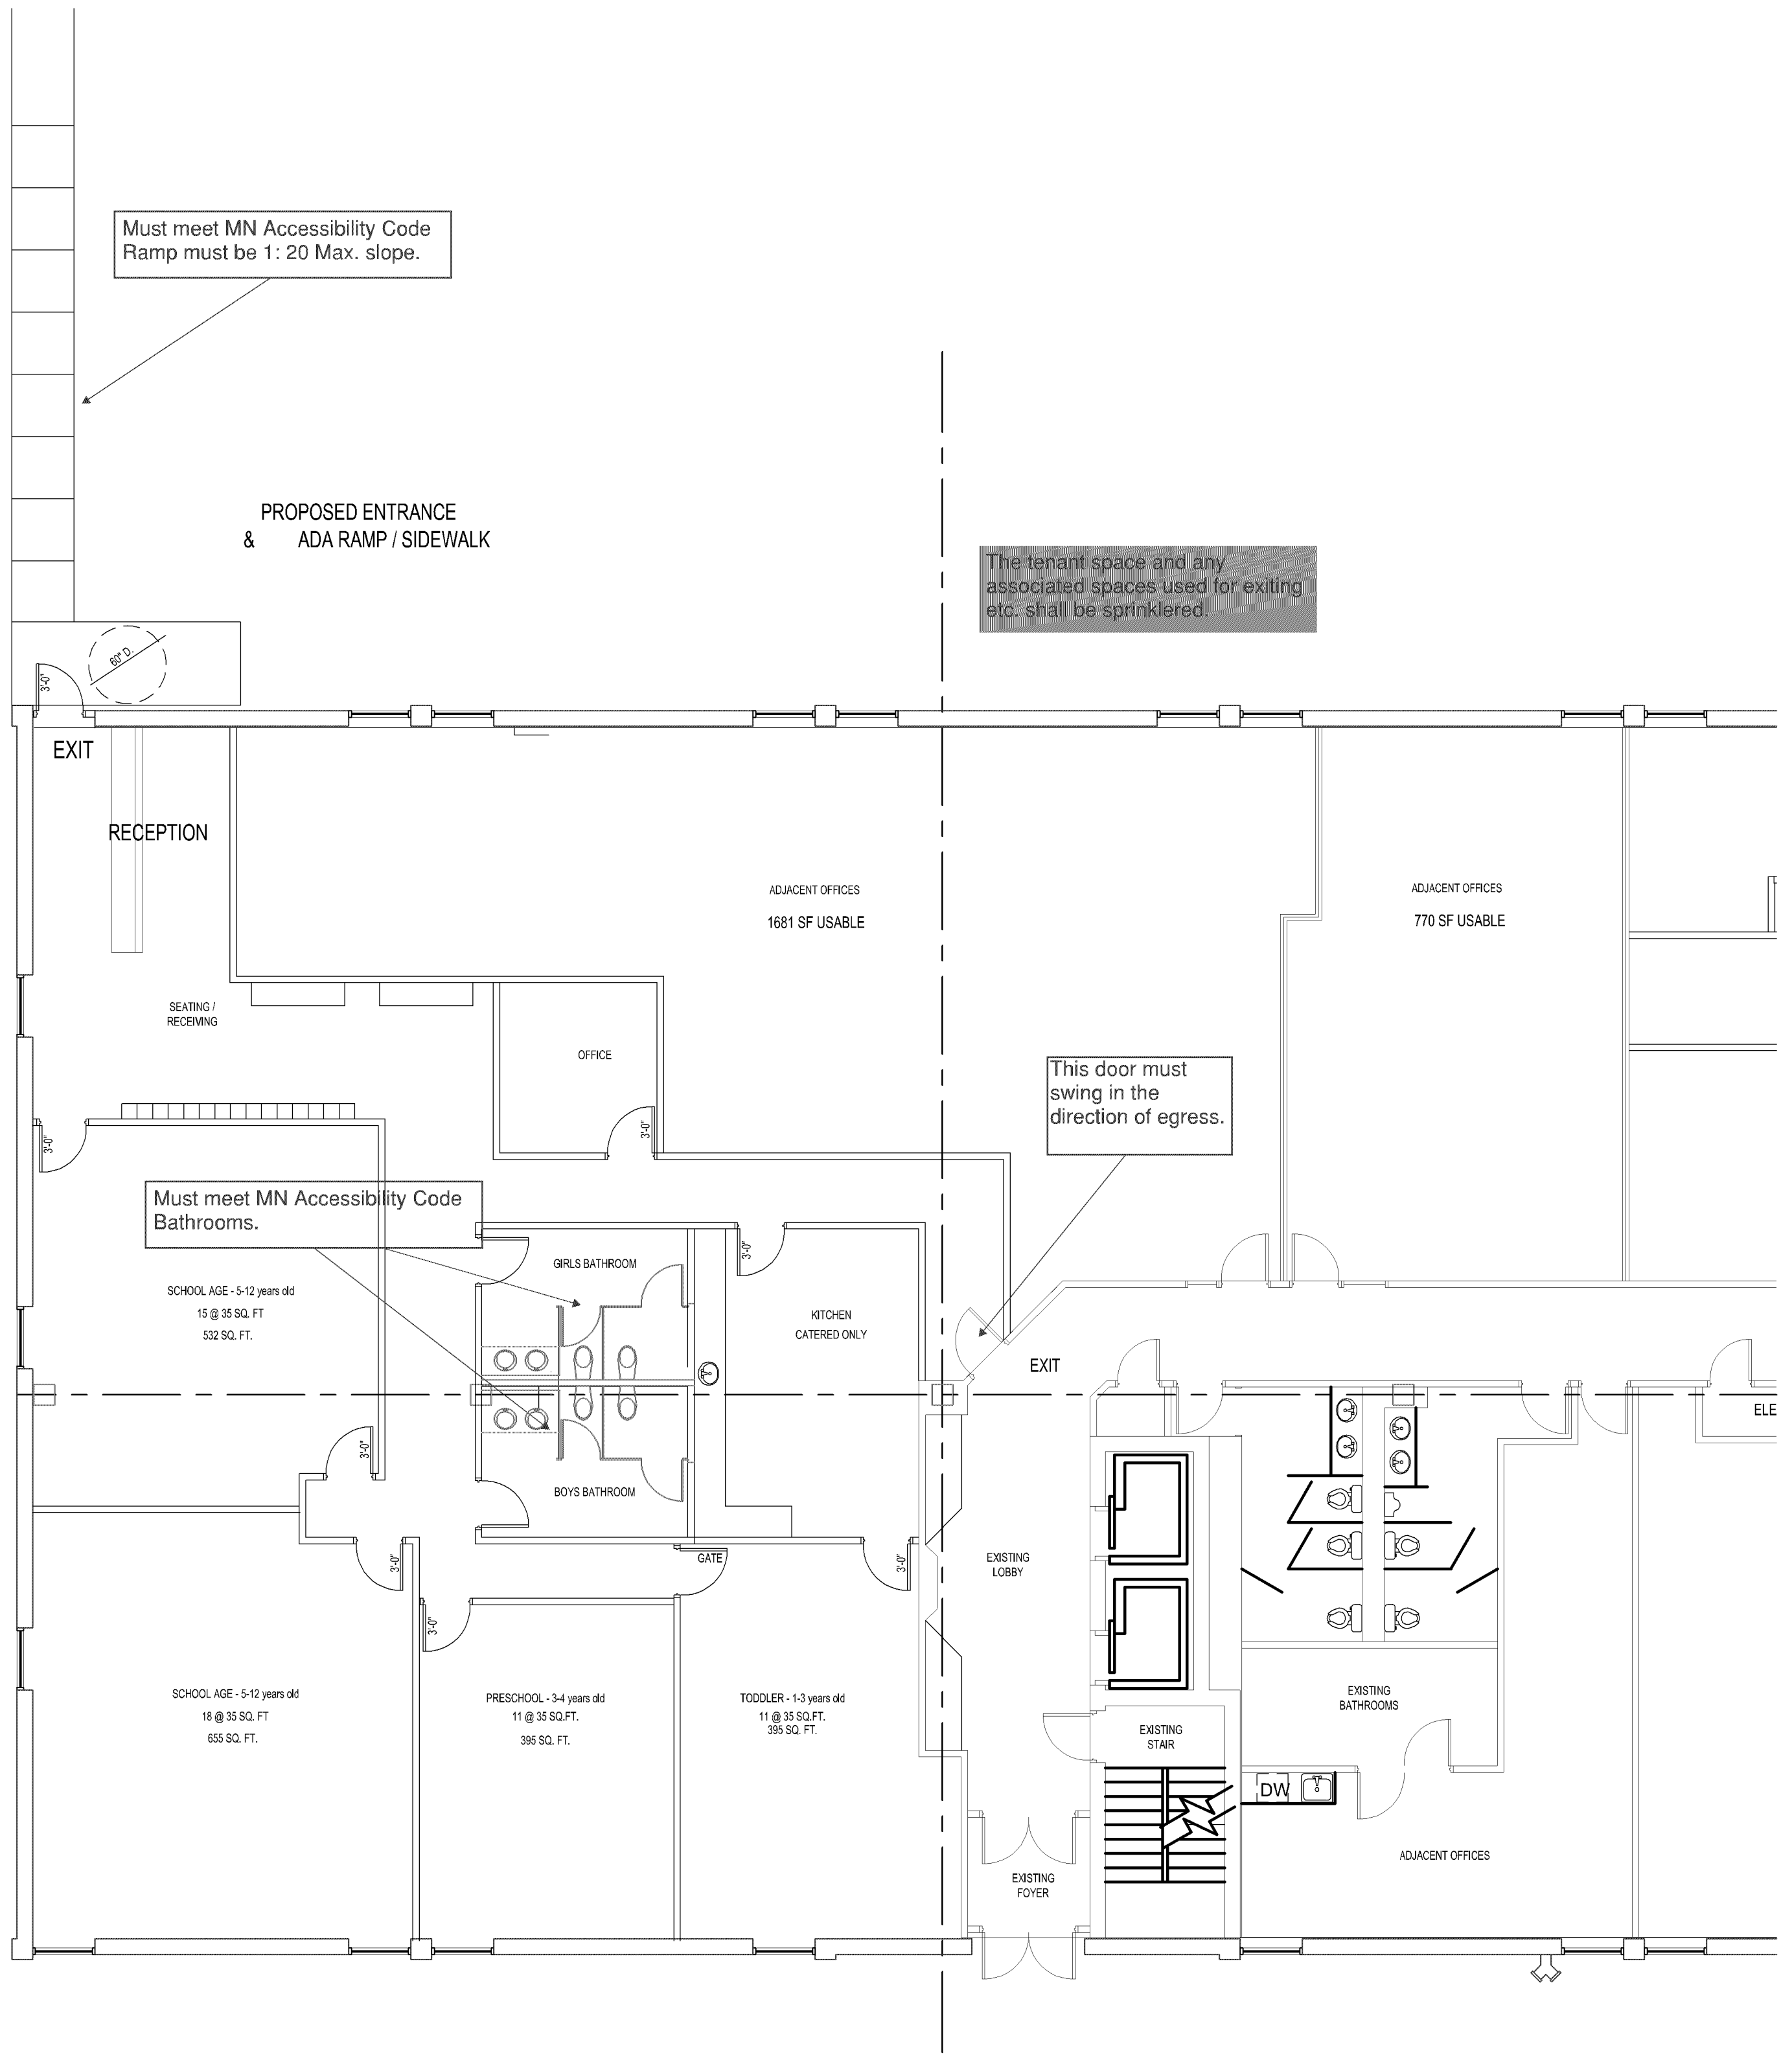 Must meet MN Accessibility Code
Ramp must be 1: 20 Max. slope.
PROPOSED ENTRANCE
& ADA RAMP / SIDEWALK
The tenant space and any
associated spaces used for exiting
etc. shall be sprinklered.
60" D.
3'-0"
EXIT
RECEPTION
ADJACENT OFFICES
1681 SF USABLE
ADJACENT OFFICES
770 SF USABLE
SEATING /
RECEIVING
OFFICE
3'-0"
This door must
swing in the
direction of egress.
3'-0"
Must meet MN Accessibility Code
Bathrooms.
3'-0"
GIRLS BATHROOM
SCHOOL AGE - 5-12 years old
15 @ 35 SQ. FT
532 SQ. FT.
KITCHEN
CATERED ONLY
EXIT
ELE
3'-0"
BOYS BATHROOM
3'-0"
GATE
3'-0"
EXISTING
LOBBY
3'-0"
SCHOOL AGE - 5-12 years old
18 @ 35 SQ. FT
655 SQ. FT.
PRESCHOOL - 3-4 years old
11 @ 35 SQ.FT.
395 SQ. FT.
TODDLER - 1-3 years old
11 @ 35 SQ.FT.
395 SQ. FT.
EXISTING
BATHROOMS
EXISTING
STAIR
DW
ADJACENT OFFICES
EXISTING
FOYER